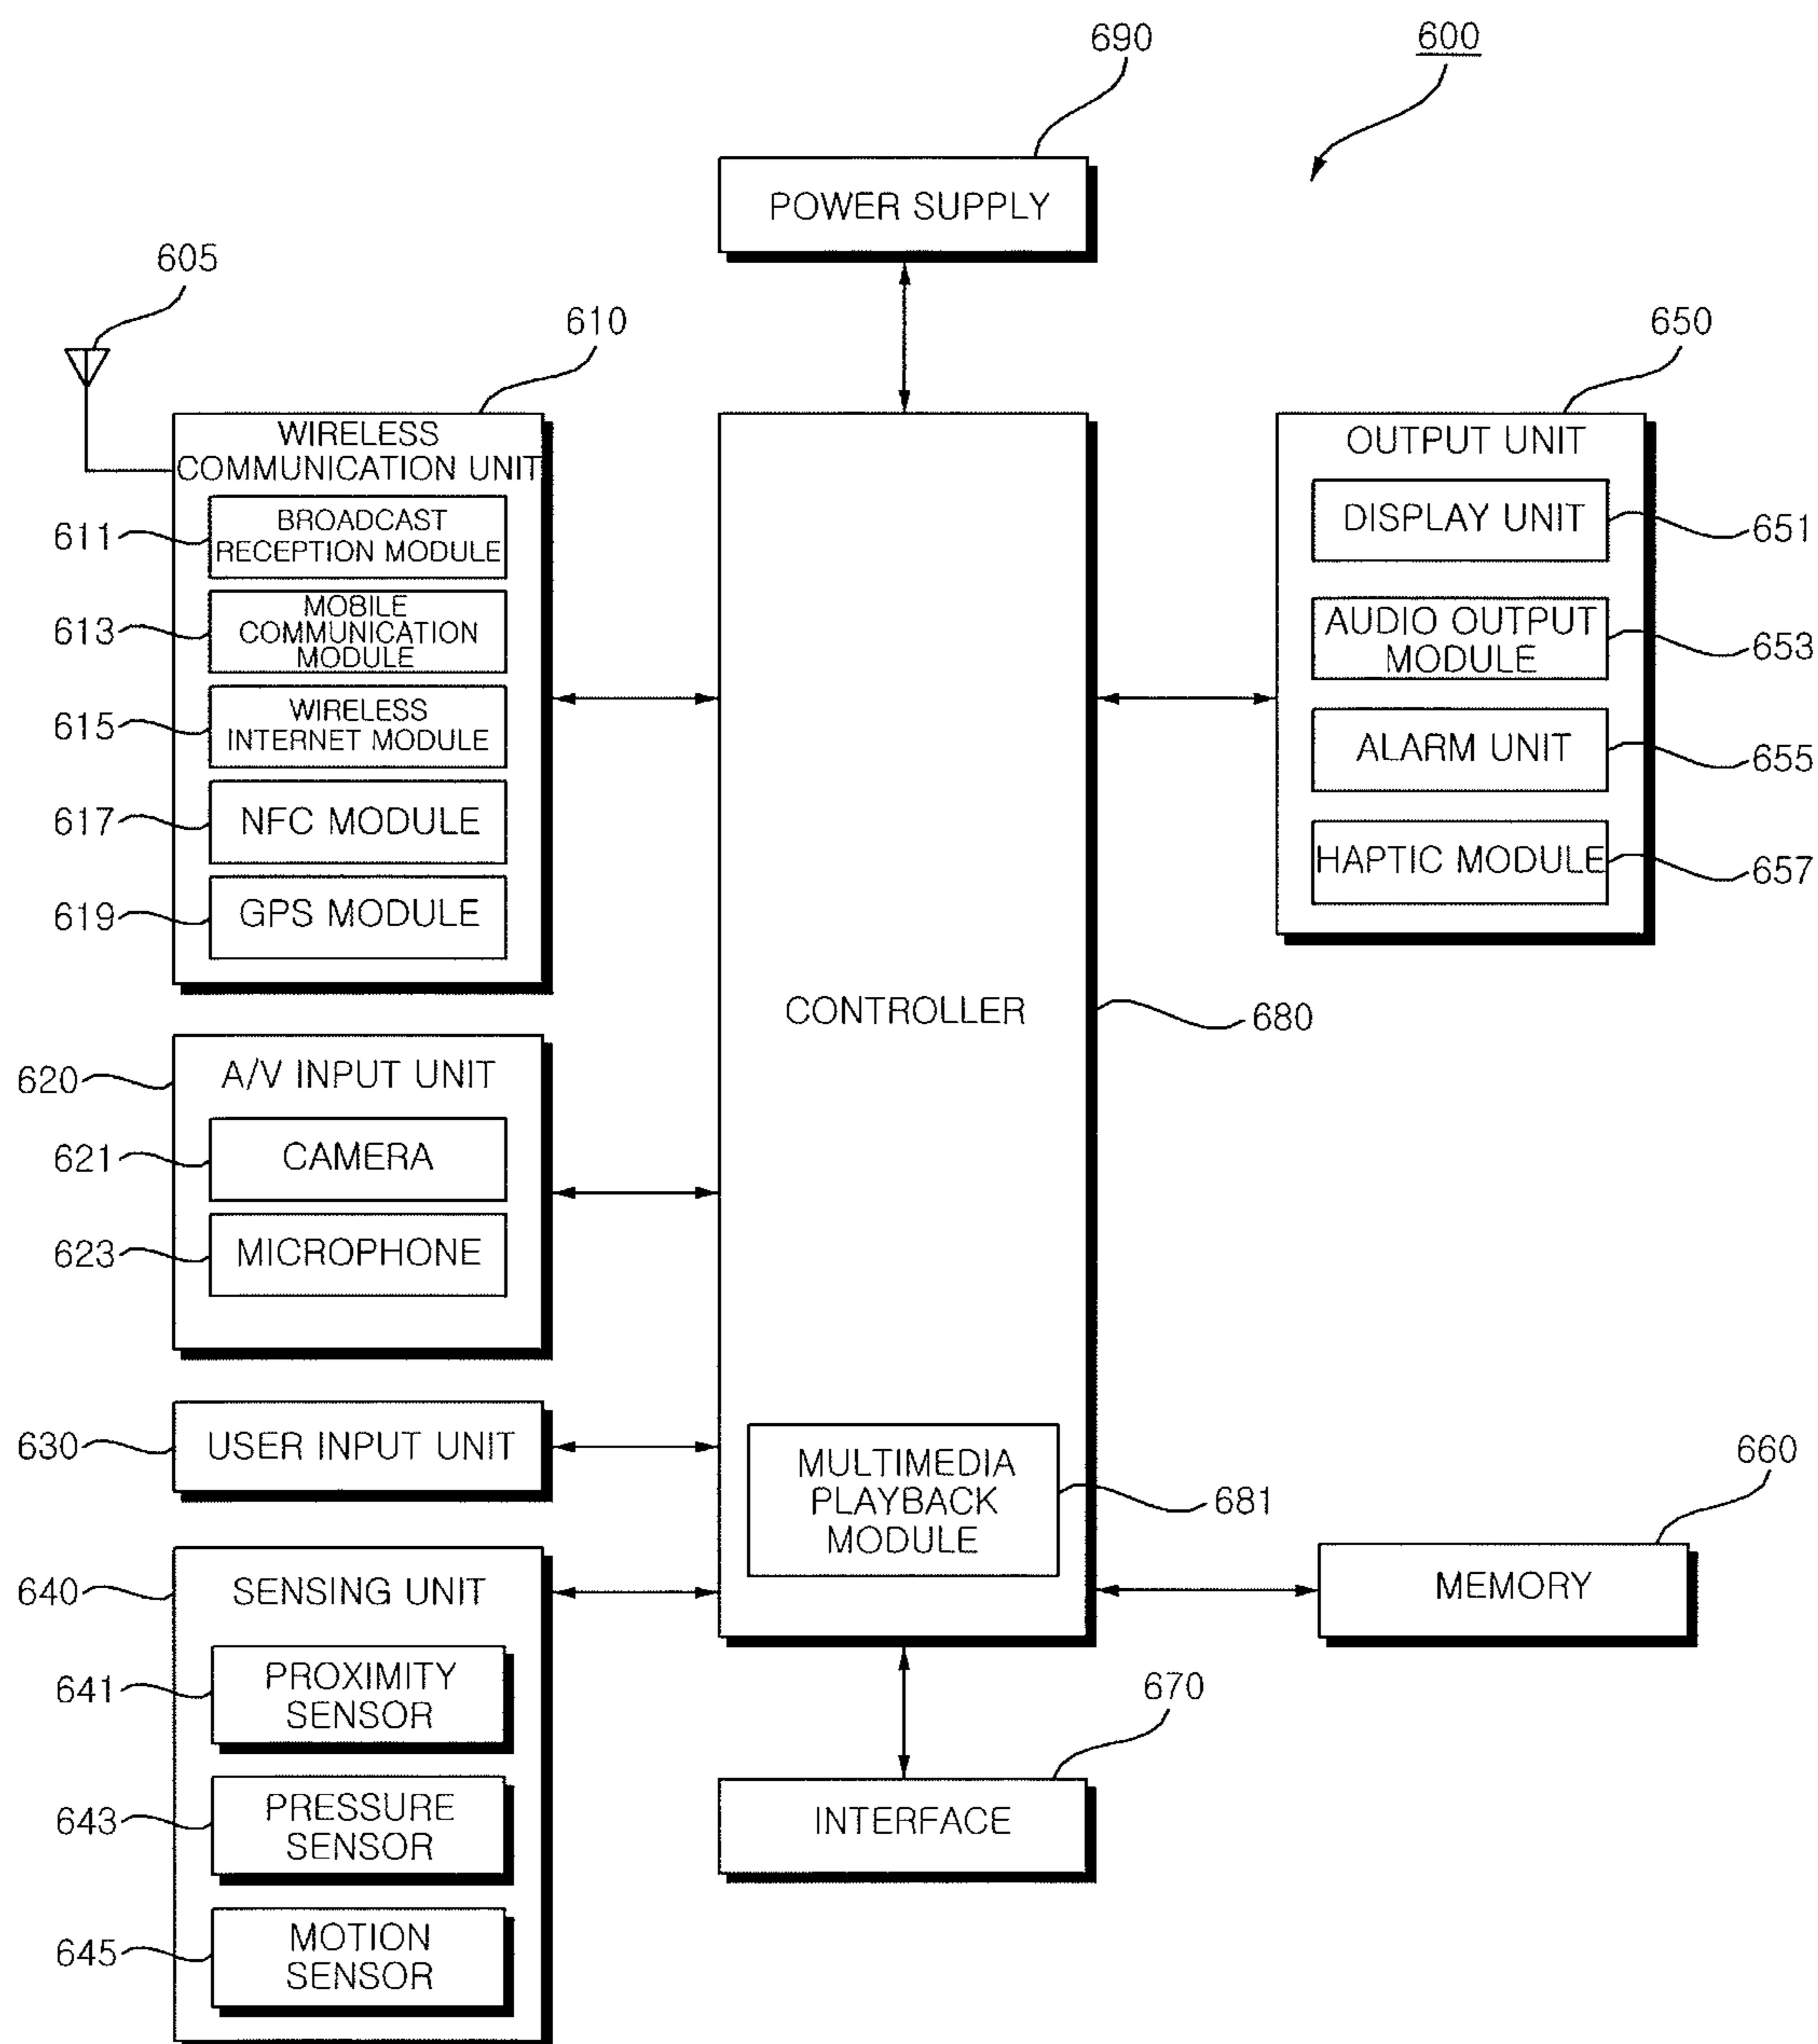 690
600
POWER SUPPLY
605
610
650
WIRELESS
COMMUNICATION UNIT
611
BROADCAST
RECEPTION MODULE
613
MOBILE
COMMUNICATION
MODULE
615
WIRELESS
INTERNET MODULE
617
NFC MODULE
619
GPS MODULE
OUTPUT UNIT
DISPLAY UNIT
651
AUDIO OUTPUT
MODULE
653
ALARM UNIT
655
HAPTIC MODULE
657
CONTROLLER
680
620
A/V INPUT UNIT
621
CAMERA
623
MICROPHONE
630
USER INPUT UNIT
MULTIMEDIA
PLAYBACK
MODULE
681
660
MEMORY
640
SENSING UNIT
641
PROXIMITY
SENSOR
643
PRESSURE
SENSOR
645
MOTION
SENSOR
670
INTERFACE